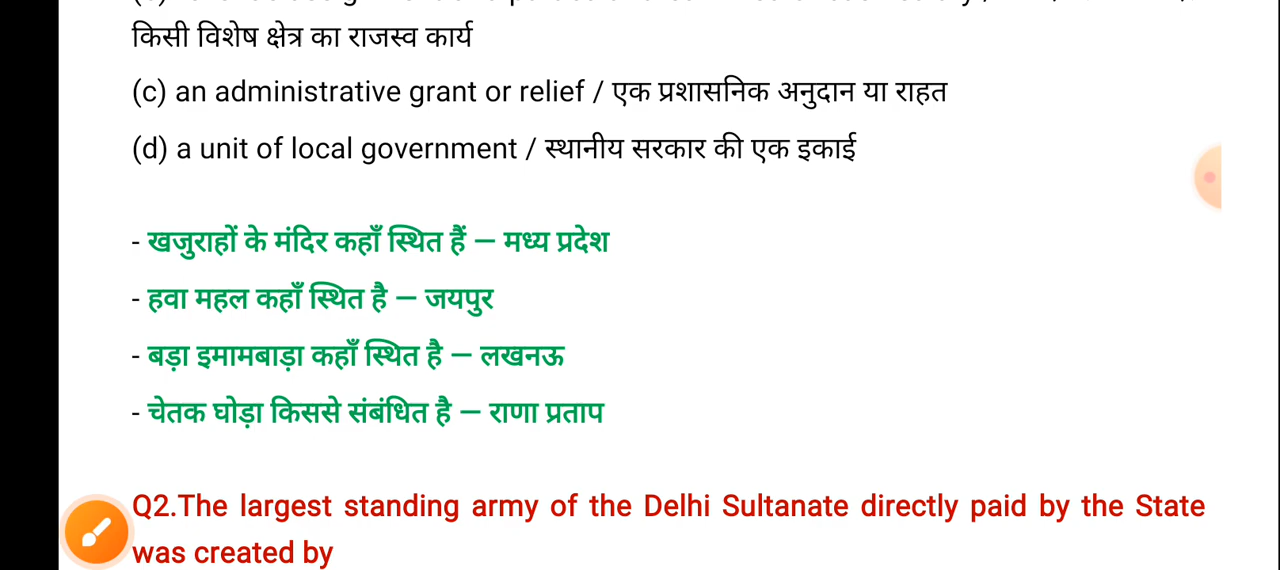 किसी विशेष क्षेत्र का राजस्व कार्य
(c) an administrative grant or relief / एक प्रशासनिक अनुदान या राहत
(d) a unit of local government / स्थानीय सरकार की एक इकाई
- खजुराहों के मंदिर कहाँ स्थित हैं – मध्य प्रदेश
- हवा महल कहाँ स्थित है – जयपुर
- बड़ा इमामबाड़ा कहाँ स्थित है – लखनऊ
- चेतक घोड़ा किससे संबंधित है – राणा प्रताप
Q2.The largest standing army of the Delhi Sultanate directly paid by the State
was created by